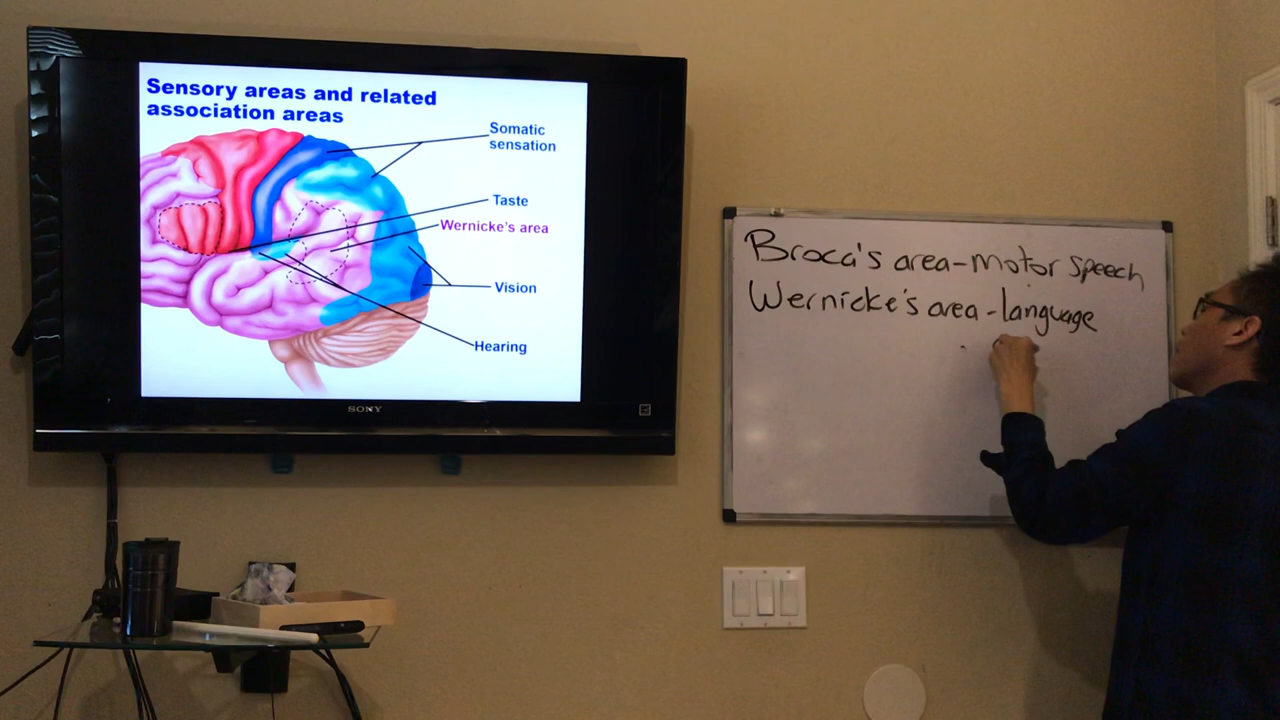 Sensory areas and related
association areas
Somatic
sensation
Taste
Wernicke's area
Vision
Hearing
SONY
Broca's area-motor speech
Wernicke's area-language